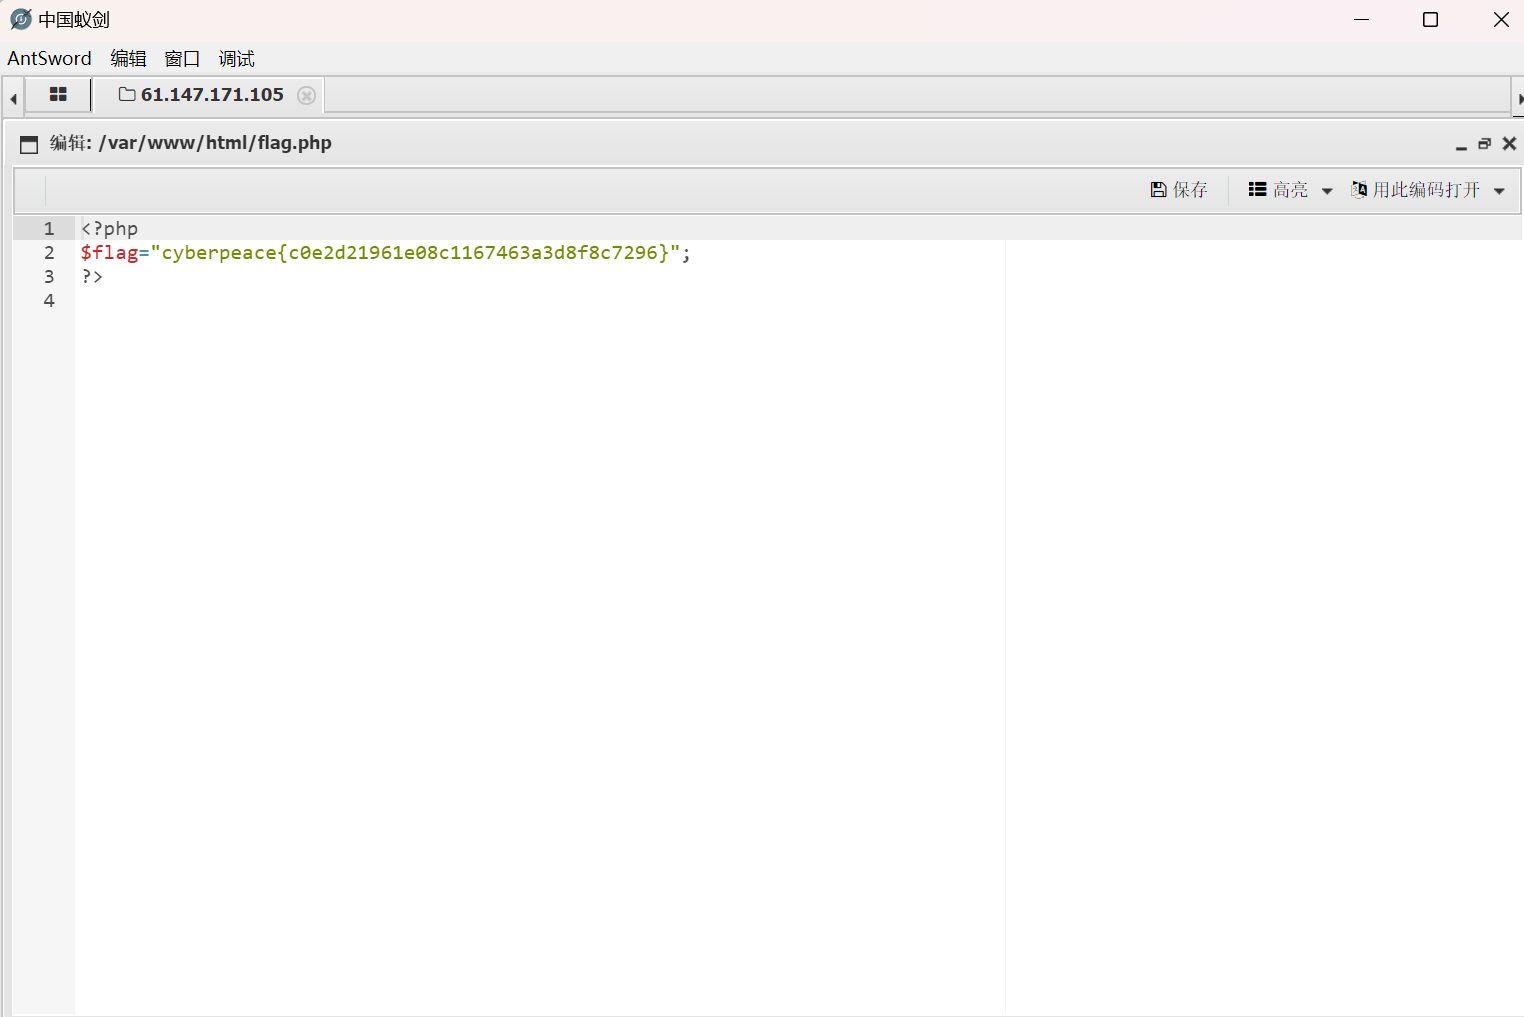 中国蚁剑
AntSword 编辑 窗口 调试
61.147.171.105
编辑: /var/www/html/flag.php
保存 高亮 用此编码打开
1 <?php
2 $flag="cyberpeace{c0e2d21961e08c1167463a3d8f8c7296}";
3 ?>
4